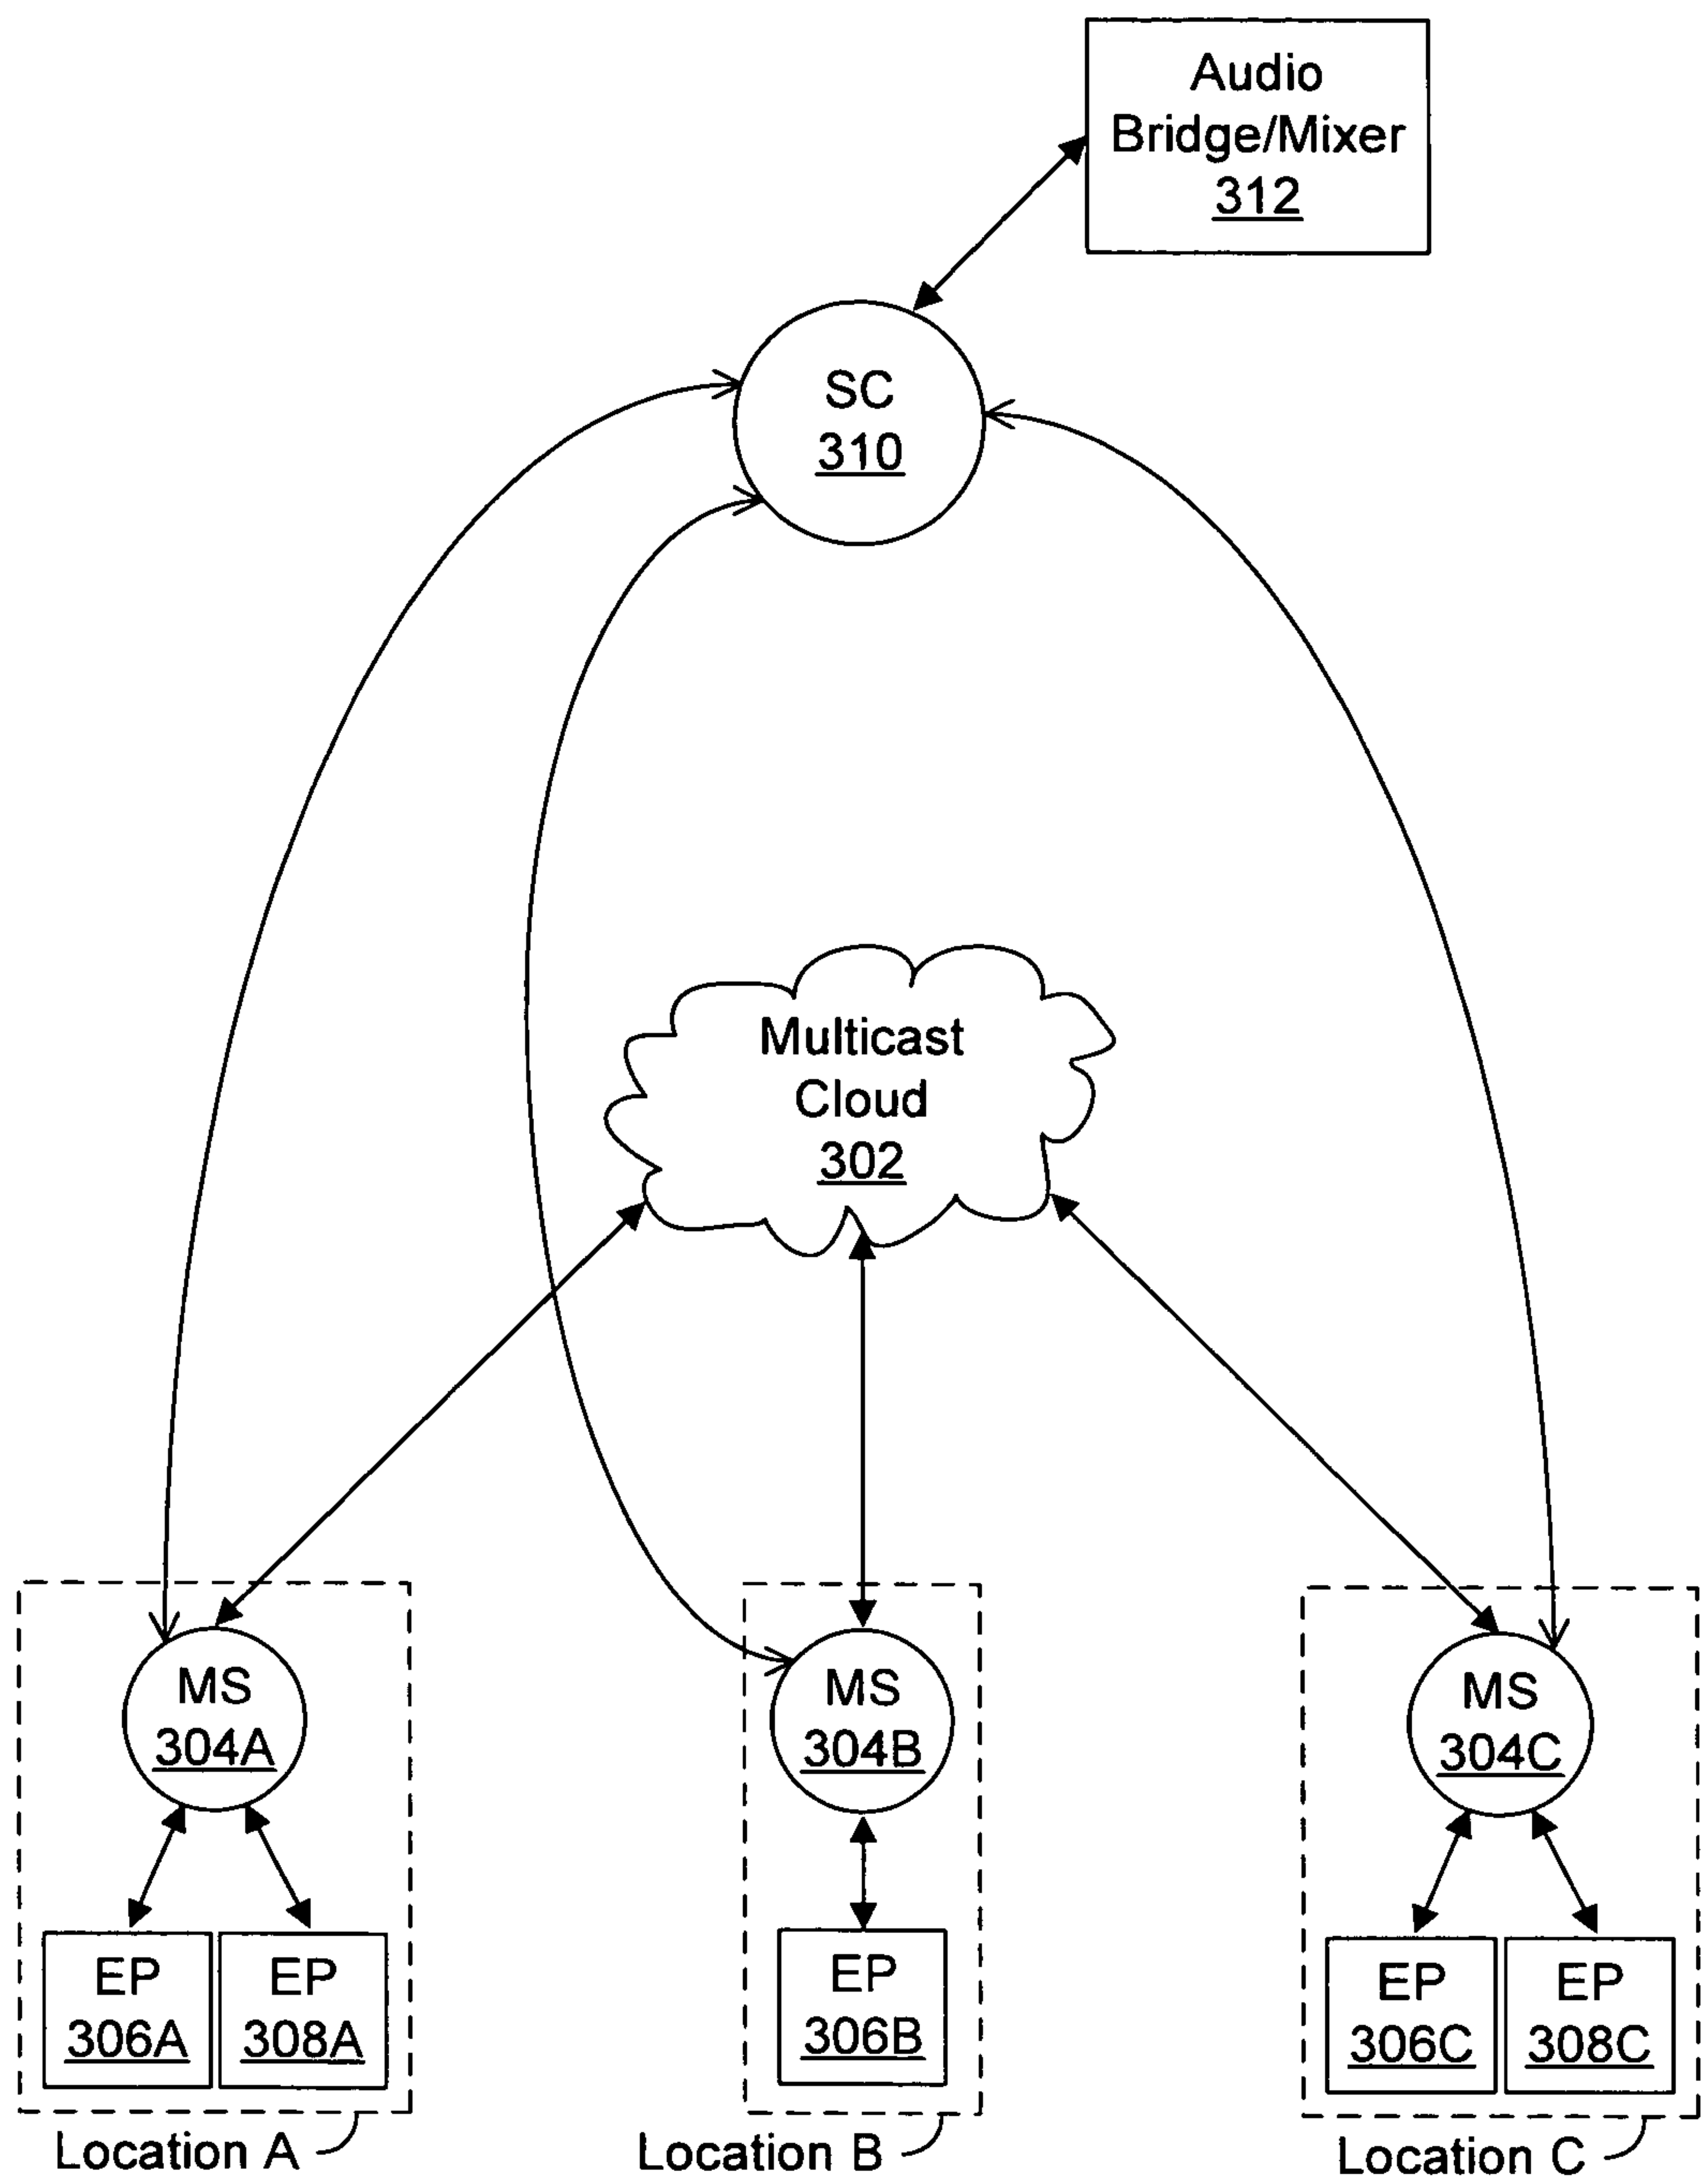 Audio
Bridge/Mixer
312
SC
310
Multicast
Cloud
302
MS
304A
MS
304B
MS
304C
EP
306A
EP
308A
EP
306B
EP
306C
EP
308C
Location A
Location B
Location C